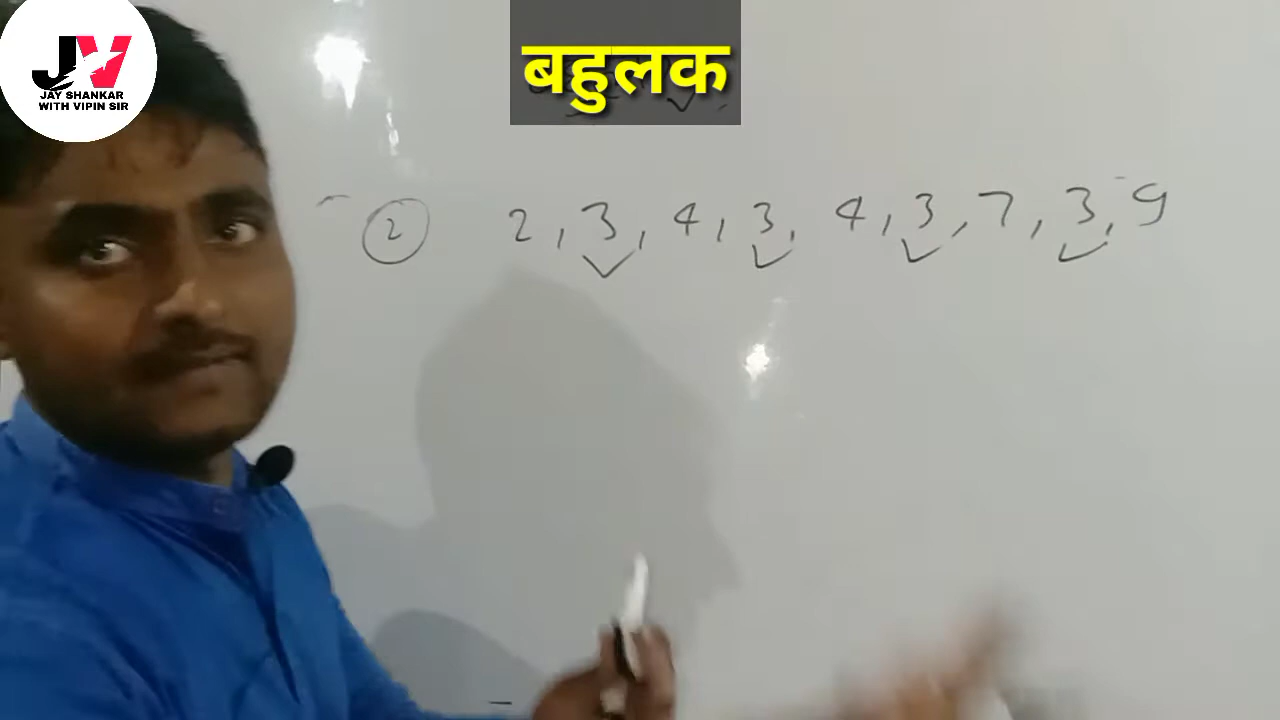 JV
JAY SHANKAR
WITH VIPIN SIR
बहुलक
② 2, 3, 4, 3, 4, 3, 7, 3, 9